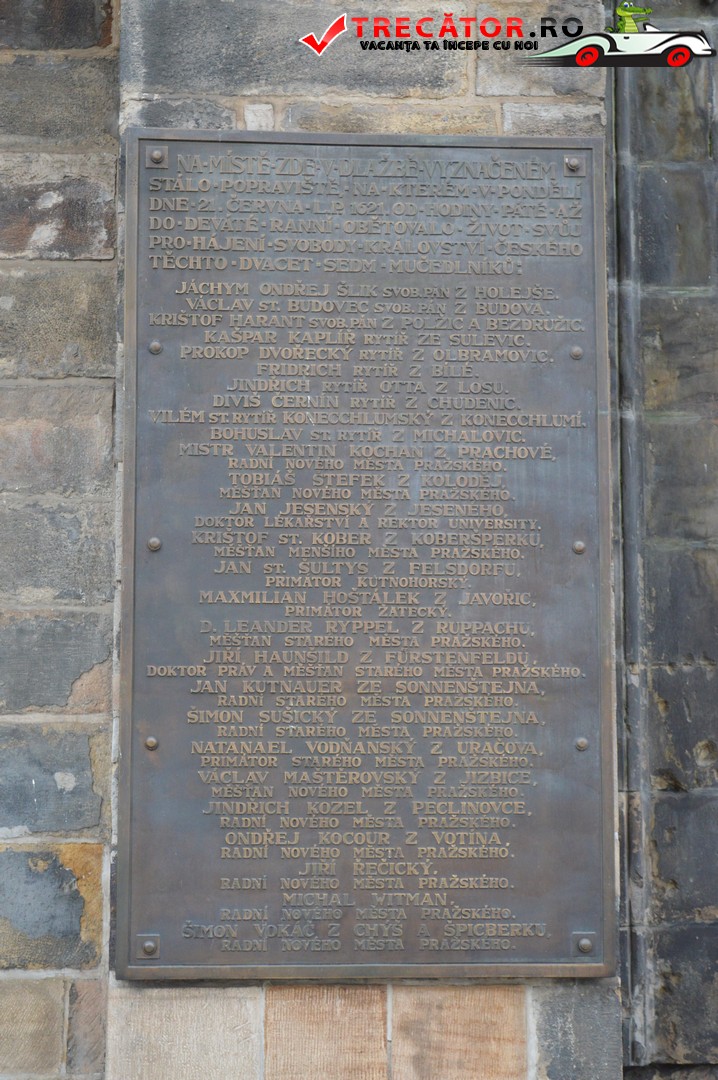 TRECĂTOR.RO
VACANȚA TA ÎNCEPE CU NOI
NA·MÍSTĚ·ZDE·V·DLAŽBĚ·VYZNAČENÉM
STÁLO·POPRAVIŠTĚ,·NA·KTERÉM·V·PONDĚLÍ
DNE·21.·ČERVNA·L.P.·1621.·OD·HODINY·PÁTÉ·AŽ
DO·DEVÁTÉ·RANNÍ·OBĚTOVALO·ŽIVOT·SVŮJ
PRO·HÁJENÍ·SVOBODY·KRÁLOVSTVÍ·ČESKÉHO
TĚCHTO·DVACET·SEDM·MUČEDLNÍKŮ:
JÁCHYM ONDŘEJ ŠLIK SVOB.PÁN Z HOLEJŠE.
VÁCLAV ST. BUDOVEC SVOB.PÁN Z BUDOVA.
KRIŠTOF HARANT SVOB.PÁN Z POLŽIC A BEZDRUŽIC.
KAŠPAR KAPLÍŘ RYTÍŘ ZE SULEVIC.
PROKOP DVOŘECKÝ RYTÍŘ Z OLBRAMOVIC.
FRIDRICH RYTÍŘ Z BÍLÉ.
JINDŘICH RYTÍŘ OTTA Z LOSU.
DIVIŠ ČERNÍN RYTÍŘ Z CHUDENIC.
VILÉM ST. RYTÍŘ KONECCHLUMSKÝ Z KONECCHLUMÍ.
BOHUSLAV ST. RYTÍŘ Z MICHALOVIC.
MISTR VALENTIN KOCHAN Z PRACHOVÉ,
RADNÍ NOVÉHO MĚSTA PRAŽSKÉHO.
TOBIÁŠ ŠTEFEK Z KOLODĚJ,
MĚŠŤAN NOVÉHO MĚSTA PRAŽSKÉHO.
JAN JESENSKÝ Z JESENÉHO,
DOKTOR LÉKAŘSTVÍ A REKTOR UNIVERSITY.
KRIŠTOF ST. KOBER Z KOBERŠPERKU,
MĚŠŤAN MENŠÍHO MĚSTA PRAŽSKÉHO.
JAN ST. ŠULTYS Z FELSDORFU,
PRIMÁTOR KUTNOHORSKÝ.
MAXMILIAN HOŠTÁLEK Z JAVOŘIC,
PRIMÁTOR ŽATECKÝ.
D. LEANDER RYPPEL Z RUPPACHU,
MĚŠŤAN STARÉHO MĚSTA PRAŽSKÉHO.
JIŘÍ HAUNŠILD Z FÜRSTENFELDU,
DOKTOR PRÁV A MĚŠŤAN STARÉHO MĚSTA PRAŽSKÉHO.
JAN KUTNAUER ZE SONNENŠTEJNA,
RADNÍ STARÉHO MĚSTA PRAŽSKÉHO.
ŠIMON SUŠICKÝ ZE SONNENŠTEJNA,
RADNÍ STARÉHO MĚSTA PRAŽSKÉHO.
NATANAEL VODŇANSKÝ Z URAČOVA,
PRIMÁTOR STARÉHO MĚSTA PRAŽSKÉHO.
VÁCLAV MAŠTĚROVSKÝ Z JIZBICE,
MĚŠŤAN NOVÉHO MĚSTA PRAŽSKÉHO.
JINDŘICH KOZEL Z PECLINOVCE,
RADNÍ NOVÉHO MĚSTA PRAŽSKÉHO.
ONDŘEJ KOCOUR Z VOTÍNA,
RADNÍ NOVÉHO MĚSTA PRAŽSKÉHO.
JIŘÍ ŘEČICKÝ.
RADNÍ NOVÉHO MĚSTA PRAŽSKÉHO.
MICHAL WITMAN.
RADNÍ NOVÉHO MĚSTA PRAŽSKÉHO.
ŠIMON VOKÁČ Z CHYŠ A ŠPICBERKU,
RADNÍ NOVÉHO MĚSTA PRAŽSKÉHO.